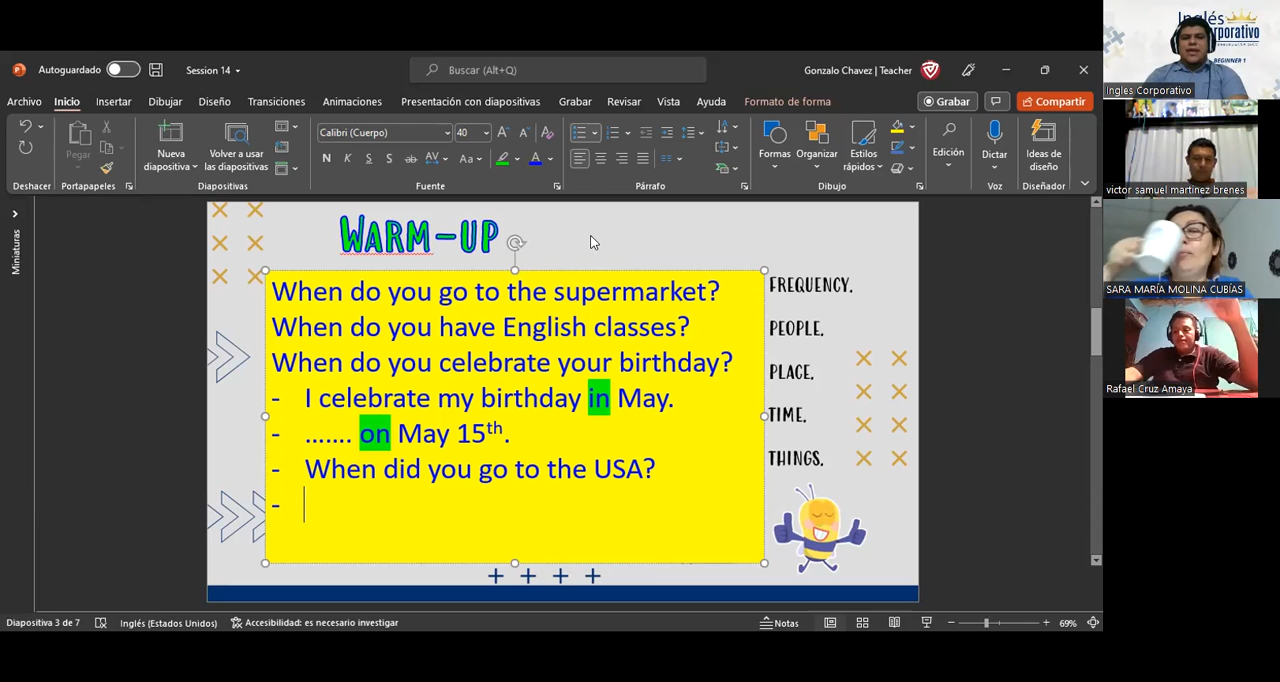 Autoguardado
Session 14
Buscar (Alt+Q)
Gonzalo Chavez | Teacher
Archivo
Inicio
Insertar
Dibujar
Diseño
Transiciones
Animaciones
Presentación con diapositivas
Grabar
Revisar
Vista
Ayuda
Formato de forma
Grabar
Compartir
Pegar
Nueva diapositiva
Volver a usar las diapositivas
Calibri (Cuerpo)
40
N K S S ab AV Aa A
Formas
Organizar
Estilos rápidos
Edición
Dictar
Ideas de diseño
Deshacer
Portapapeles
Diapositivas
Fuente
Párrafo
Dibujo
Voz
Diseñador
Miniaturas
WARM-UP
When do you go to the supermarket?
When do you have English classes?
When do you celebrate your birthday?
- I celebrate my birthday in May.
- ……. on May 15th.
- When did you go to the USA?
-
FREQUENCY.
PEOPLE.
PLACE.
TIME.
THINGS.
Diapositiva 3 de 7
Inglés (Estados Unidos)
Accesibilidad: es necesario investigar
Notas
69%
Inglés
Corporativo
BEGINNER 1
Ingles Corporativo
victor samuel martinez brenes
SARA MARÍA MOLINA CUBÍAS
Rafael Cruz Amaya